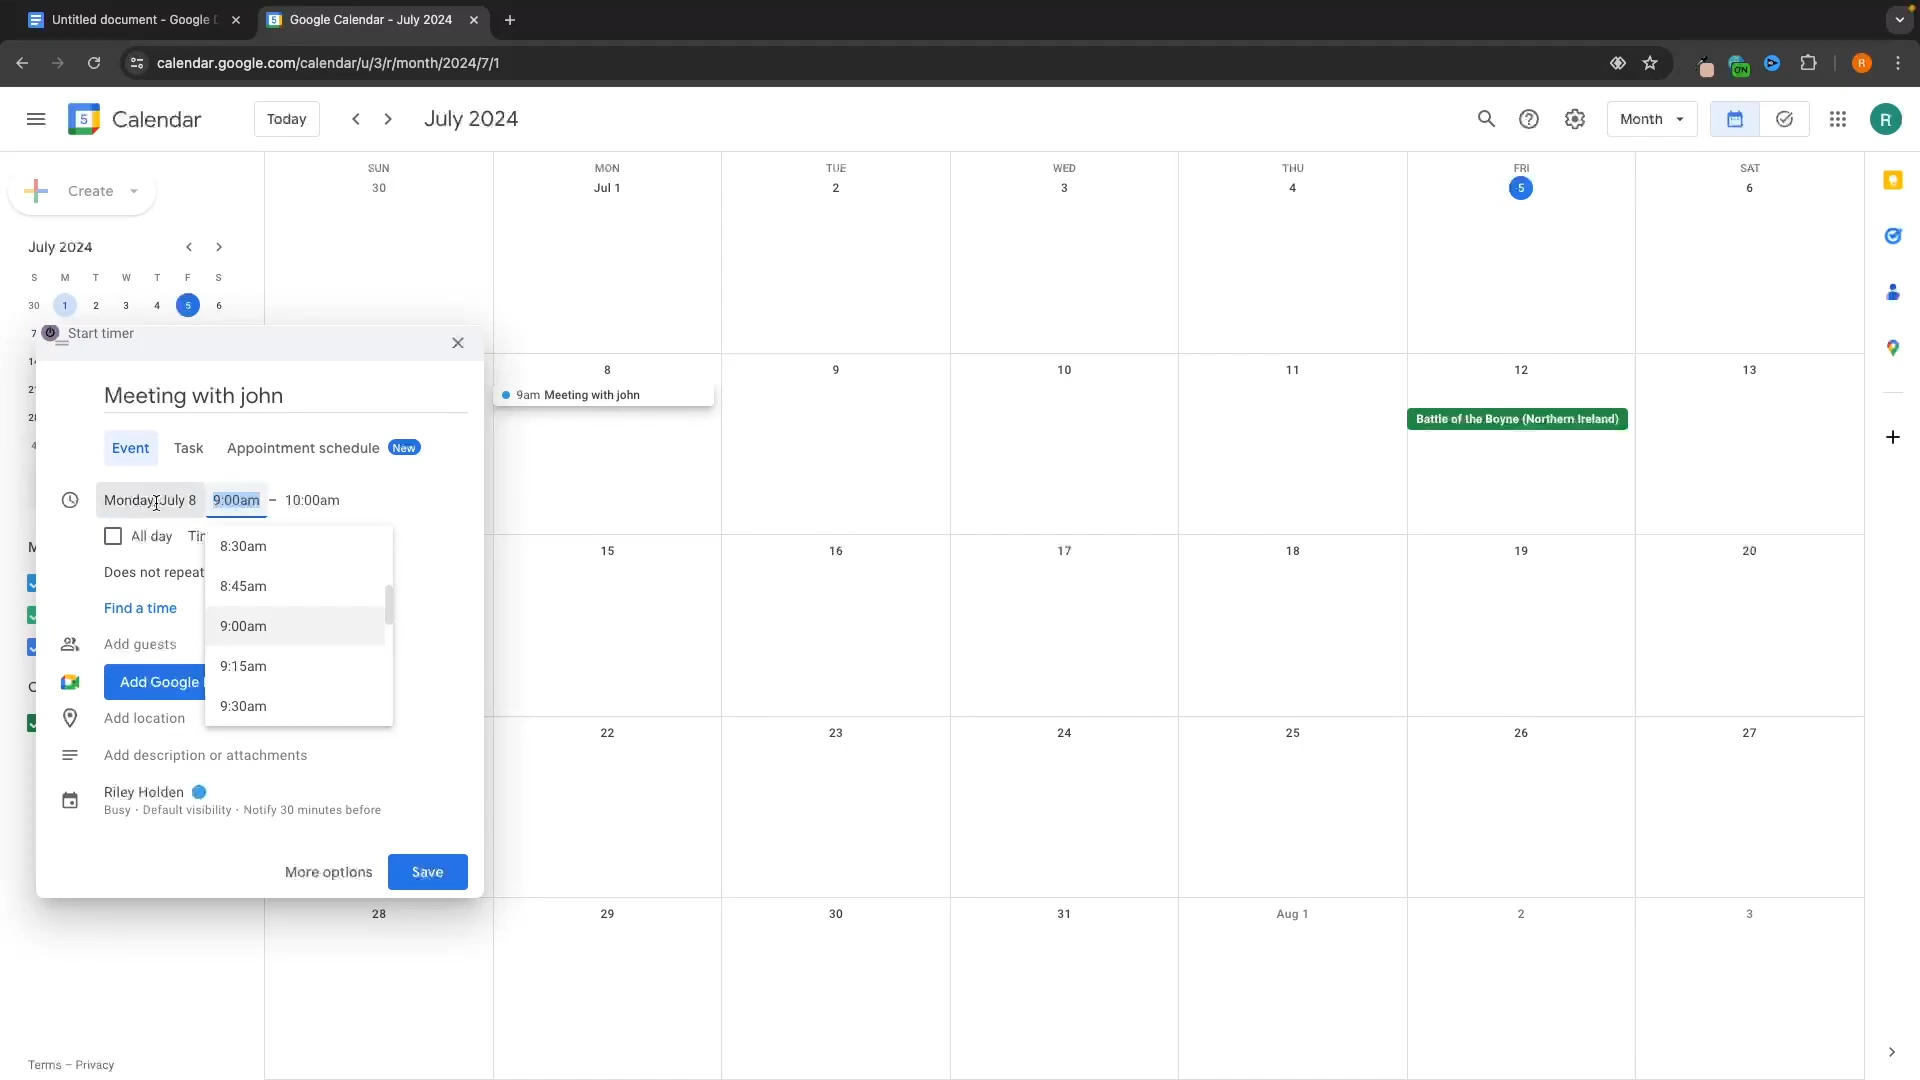 Untitled document - Google D
Google Calendar - July 2024
calendar.google.com/calendar/u/3/r/month/2024/7/1
ON
R
5
Calendar
Today
July 2024
Month
R
Create
July 2024
S M T W T F S
30 1 2 3 4 5 6
7
SUN MON TUE WED THU FRI SAT
30 Jul 1 2 3 4 5 6
Start timer
Meeting with john
Event Task Appointment schedule New
Monday, July 8 9:00am – 10:00am
All day
8:30am
8:45am
Does not repeat
9:00am
Find a time
9:15am
Add guests
9:30am
Add Google
Add location
Add description or attachments
Riley Holden
Busy · Default visibility · Notify 30 minutes before
More options Save
8 9 10 11 12 13
9am Meeting with john
Battle of the Boyne (Northern Ireland)
15 16 17 18 19 20
22 23 24 25 26 27
28 29 30 31 Aug 1 2 3
Terms – Privacy